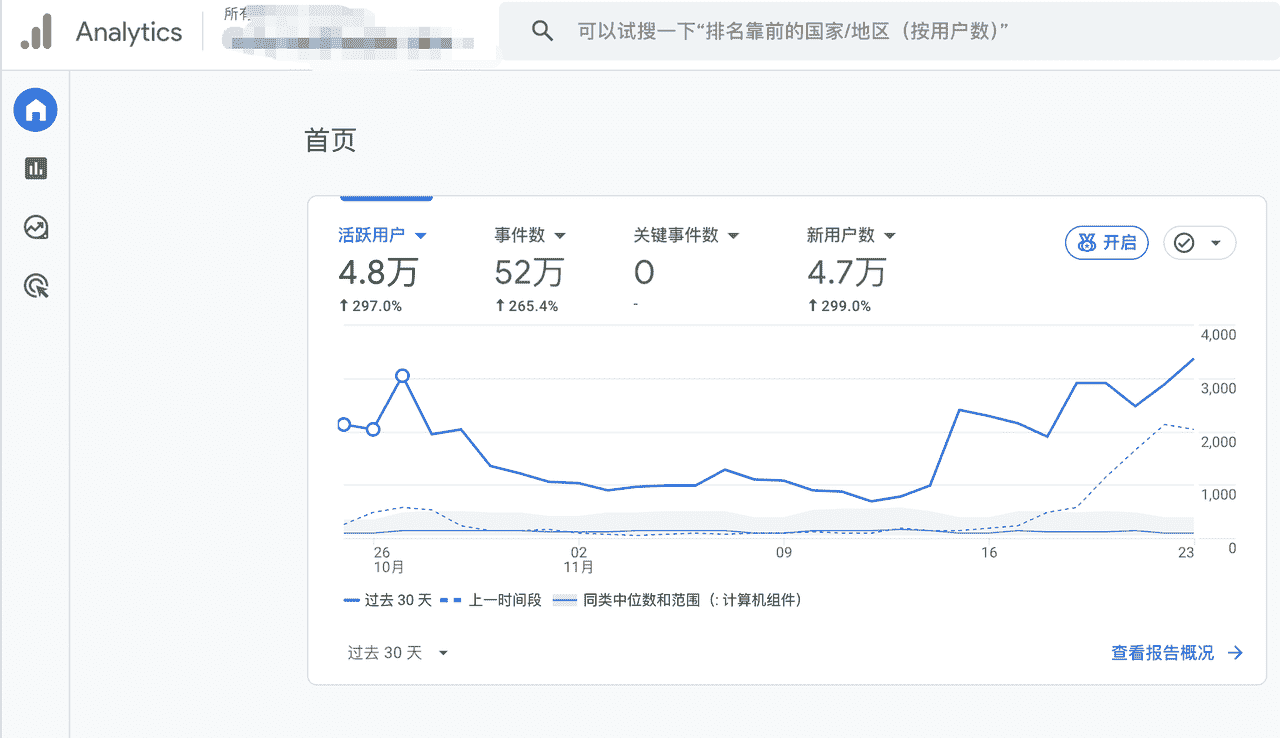 所有
Analytics
可以试搜一下“排名靠前的国家/地区（按用户数）”
首页
活跃用户
事件数
关键事件数
新用户数
4.8万
52万
0
4.7万
开启
↑ 297.0%
↑ 265.4%
-
↑ 299.0%
4,000
3,000
2,000
1,000
0
26
10月
02
11月
09
16
23
过去 30 天
上一时间段
同类中位数和范围（: 计算机组件）
过去 30 天
查看报告概况 →